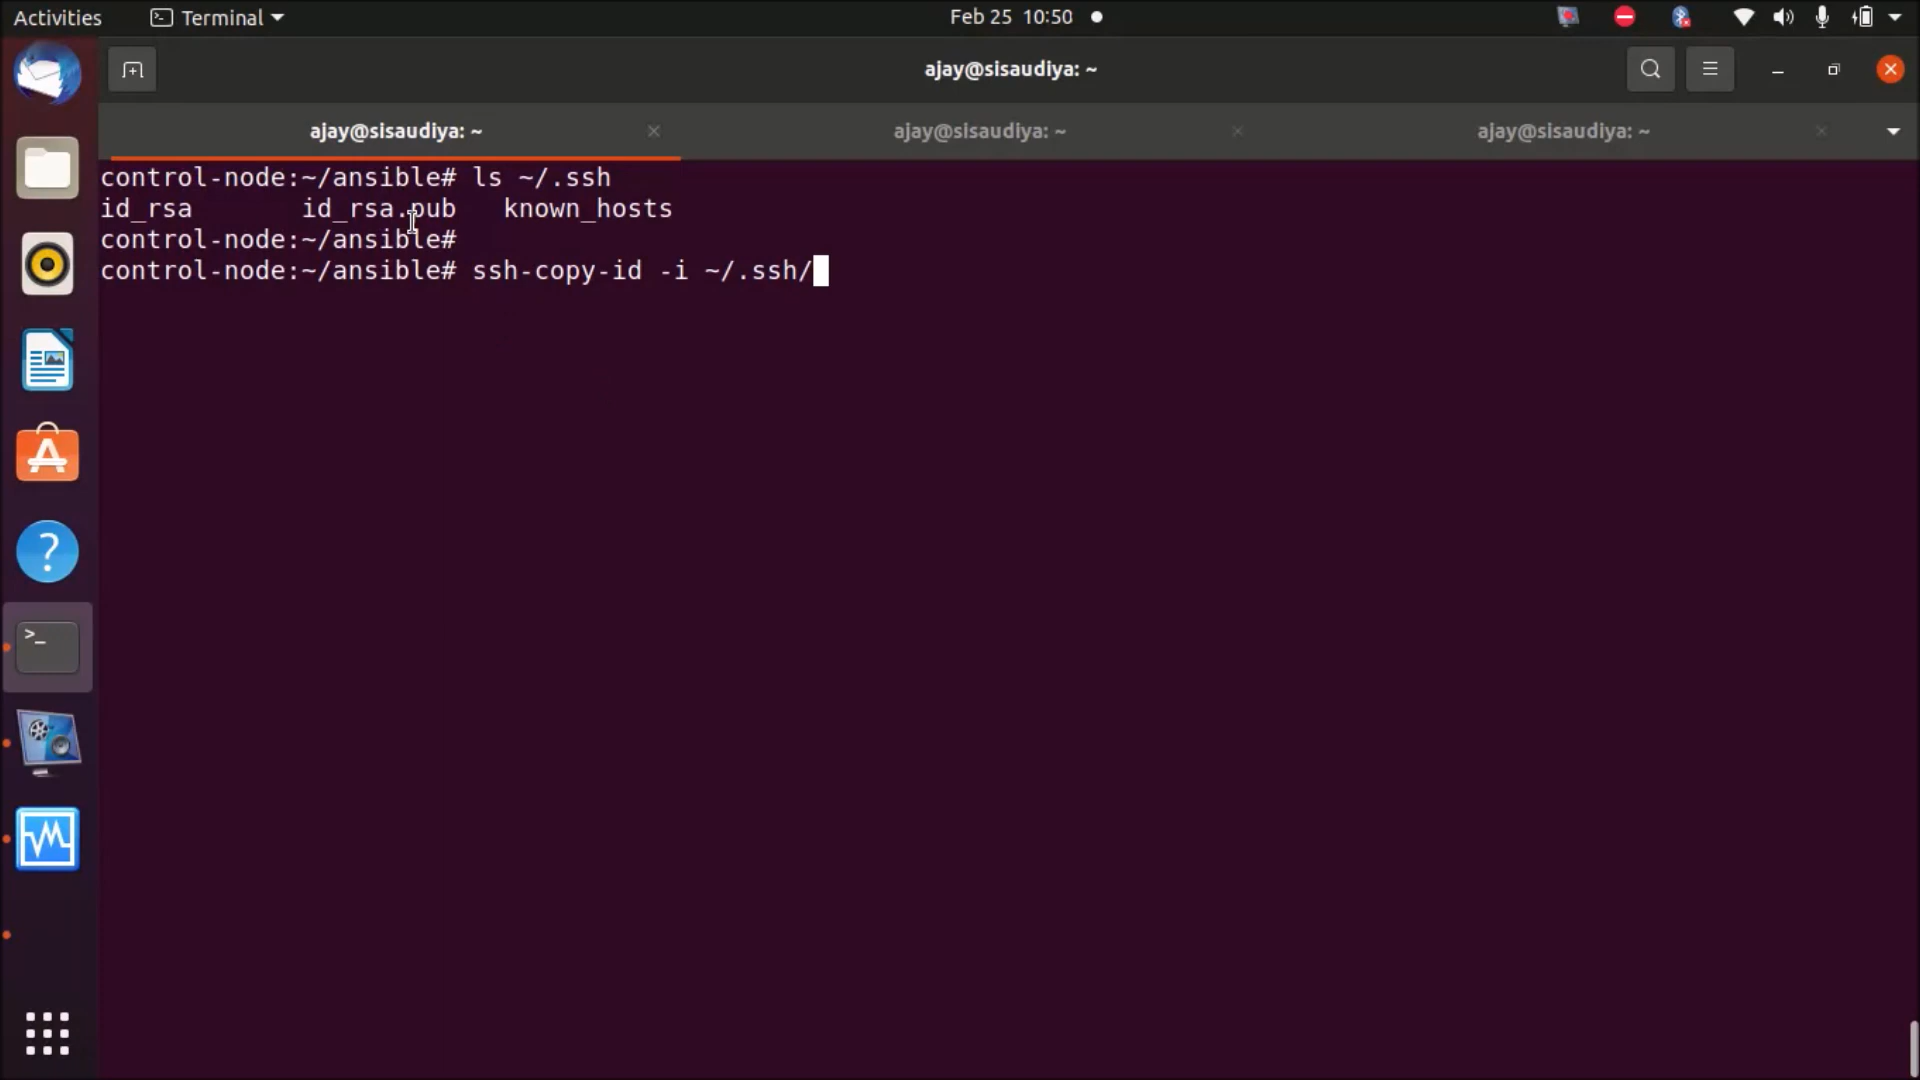 Activities Terminal Feb 25 10:50
ajay@sisaudiya: ~
ajay@sisaudiya: ~ ajay@sisaudiya: ~ ajay@sisaudiya: ~
control-node:~/ansible# ls ~/.ssh
id_rsa id_rsa.pub known_hosts
control-node:~/ansible#
control-node:~/ansible# ssh-copy-id -i ~/.ssh/